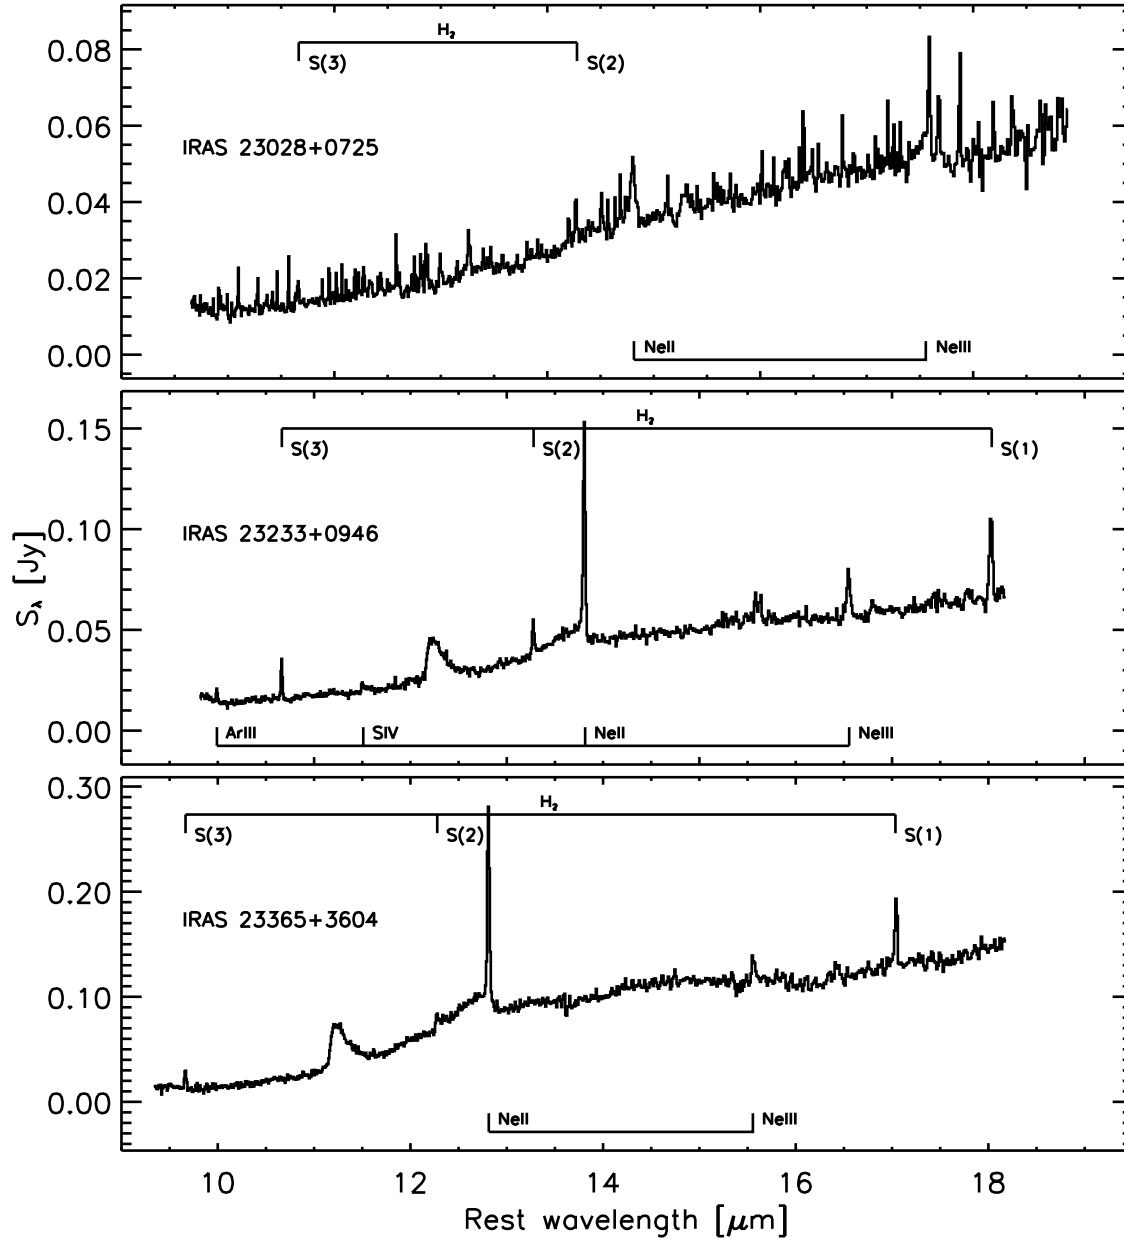 H₂
S(3) S(2)
0.08
0.06
IRAS 23028+0725
0.04
0.02
0.00
NeII NeIII
H₂
0.15
S(3) S(2) S(1)
IRAS 23233+0946
0.10
0.05
0.00
ArIII SIV NeII NeIII
Sλ [Jy]
0.30
H₂
S(3) S(2) S(1)
0.20
IRAS 23365+3604
0.10
0.00
NeII NeIII
10 12 14 16 18
Rest wavelength [μm]